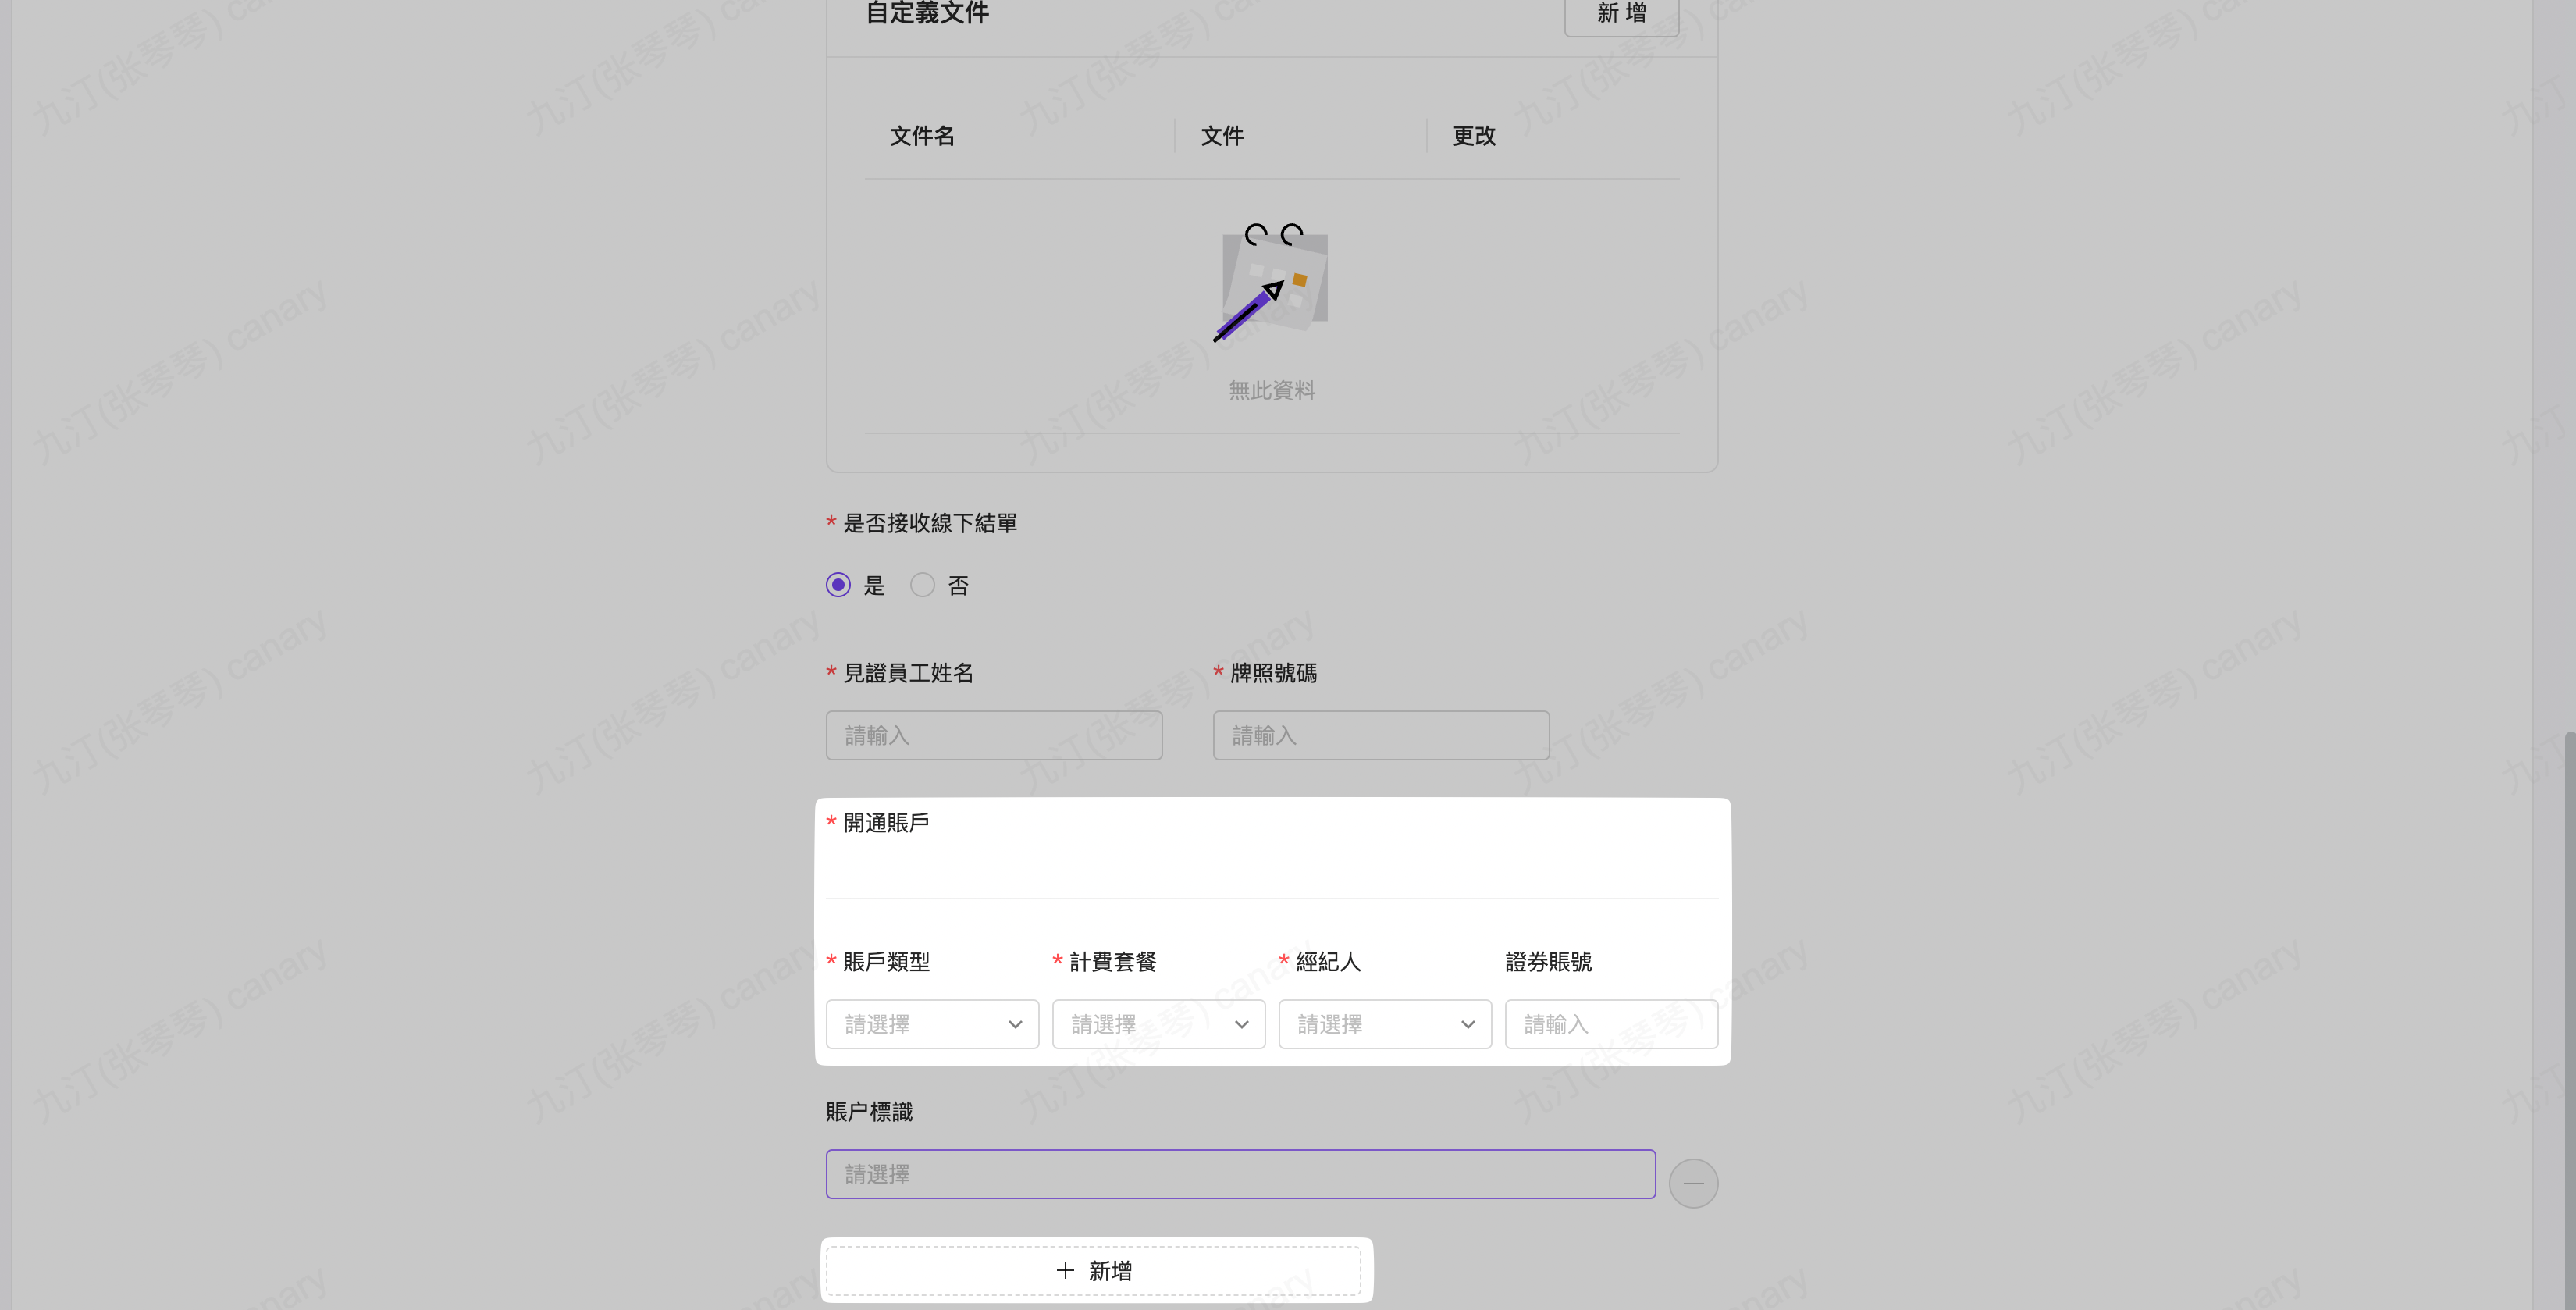 自定義文件
新 增
文件名 文件 更改
無此資料
* 是否接收線下結單
是 否
* 見證員工姓名 * 牌照號碼
請輸入 請輸入
* 開通賬戶
* 賬戶類型 * 計費套餐 * 經紀人 證券賬號
請選擇 請選擇 請選擇 請輸入
賬户標識
請選擇
+ 新增
九汀(张琴琴) canary